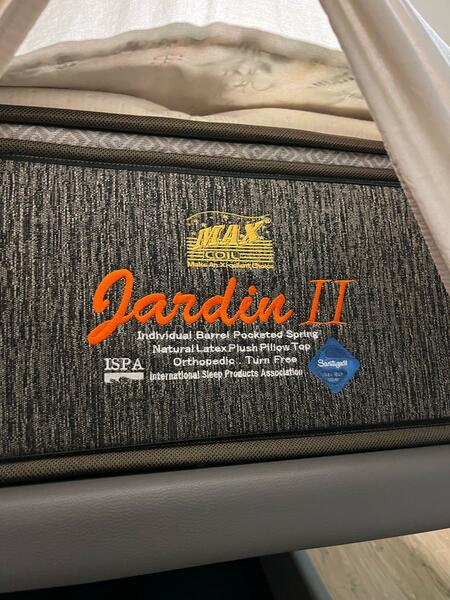 MAX
COIL
Jardin II
Individual Barrel Pocketed Spring
Natural Latex Plush Pillow Top
Orthopedic. Turn Free
ISPA
International Sleep Products Association
Sanitized